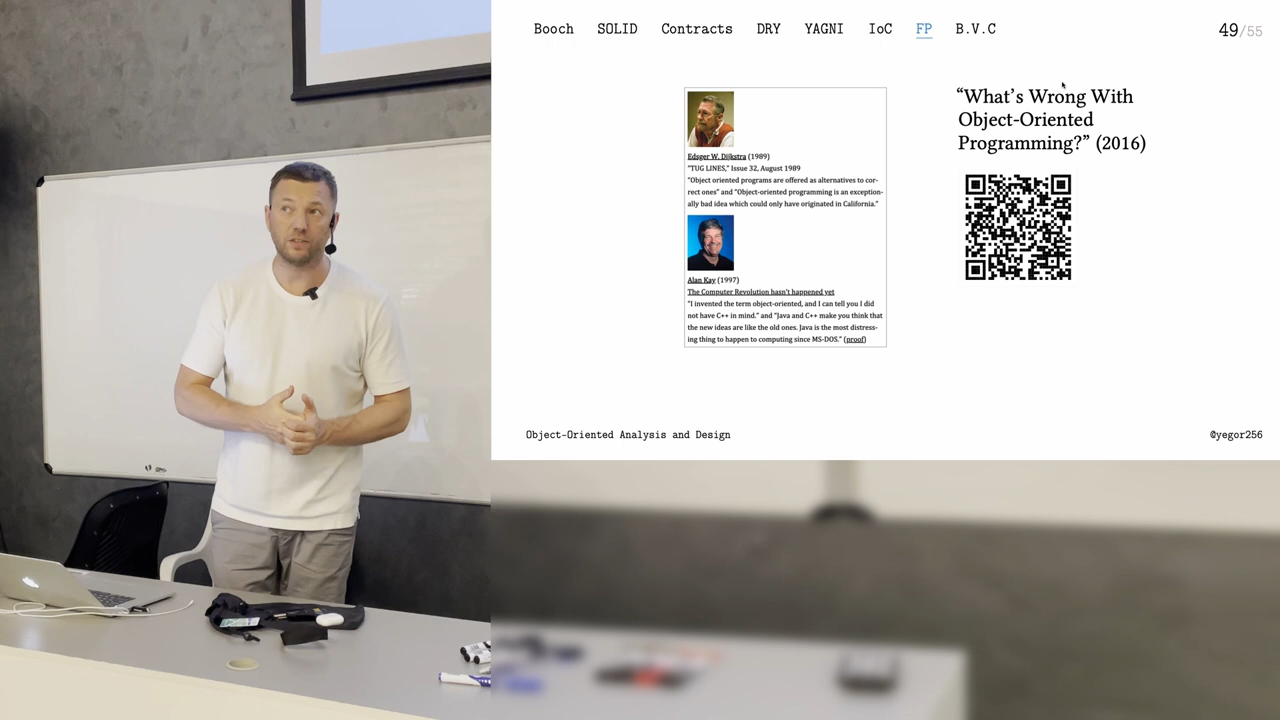 Booch SOLID Contracts DRY YAGNI IoC FP B.V.C
49/55
Edsger W. Dijkstra (1989)
"TUG LINES," Issue 32, August 1989
"Object oriented programs are offered as alternatives to cor-
rect ones" and "Object-oriented programming is an exception-
ally bad idea which could only have originated in California."
Alan Kay (1997)
The Computer Revolution hasn't happened yet
"I invented the term object-oriented, and I can tell you I did
not have C++ in mind." and "Java and C++ make you think that
the new ideas are like the old ones. Java is the most distress-
ing thing to happen to computing since MS-DOS." (proof)
“What’s Wrong With
Object-Oriented
Programming?” (2016)
Object-Oriented Analysis and Design
@yegor256